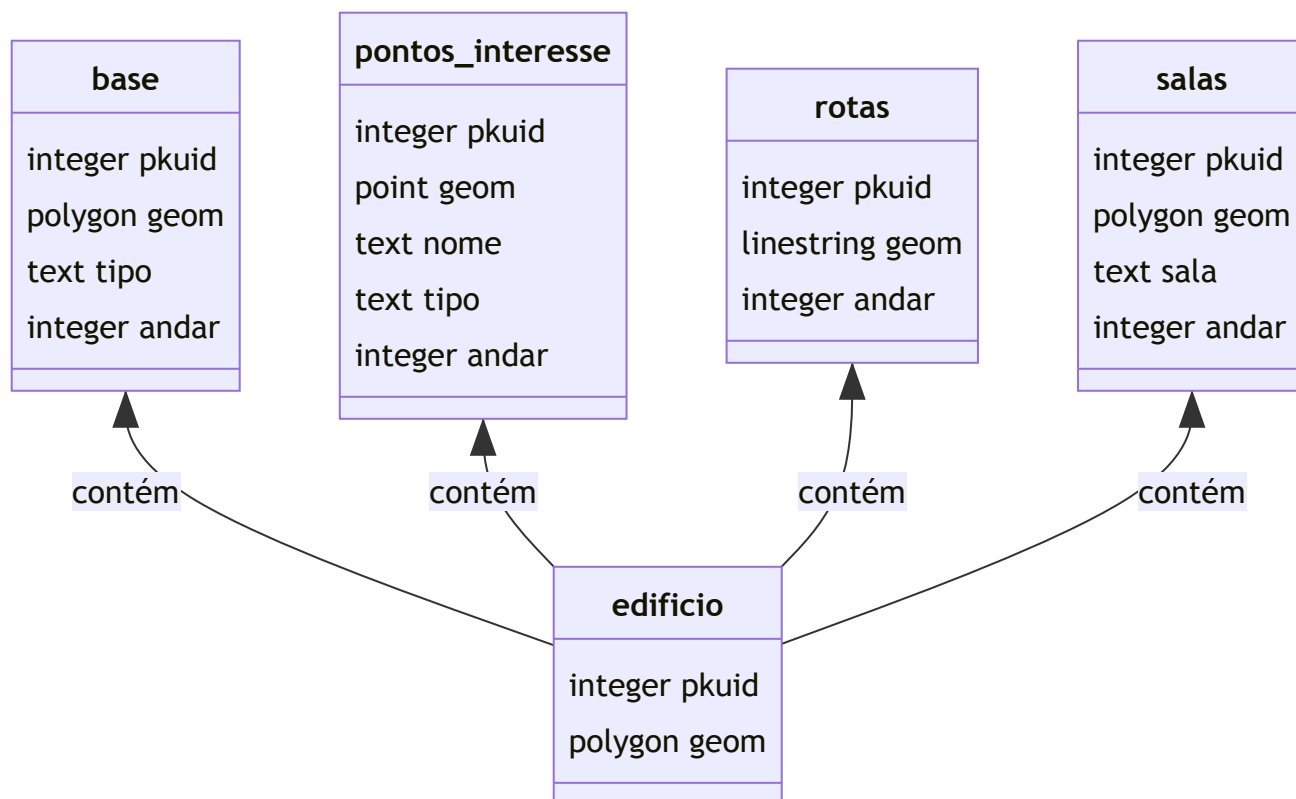 base
integer pkuid
polygon geom
text tipo
integer andar
pontos_interesse
integer pkuid
point geom
text nome
text tipo
integer andar
rotas
integer pkuid
linestring geom
integer andar
salas
integer pkuid
polygon geom
text sala
integer andar
contém
contém
contém
contém
edificio
integer pkuid
polygon geom